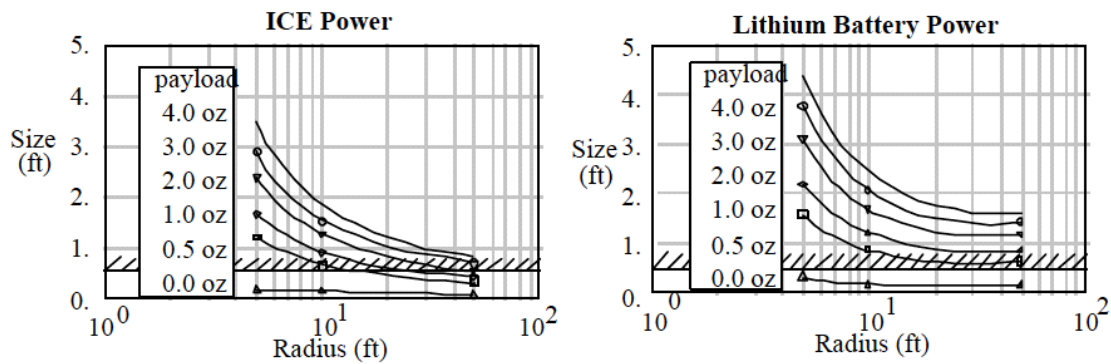 ICE Power
5.
4.
3.
2.
1.
0.
Size
(ft)
payload
4.0 oz
3.0 oz
2.0 oz
1.0 oz
0.5 oz
0.0 oz
10^0
10^1
10^2
Radius (ft)
Lithium Battery Power
5.
4.
3.
2.
1.
0.
Size
(ft)
payload
4.0 oz
3.0 oz
2.0 oz
1.0 oz
0.5 oz
0.0 oz
10^0
10^1
10^2
Radius (ft)